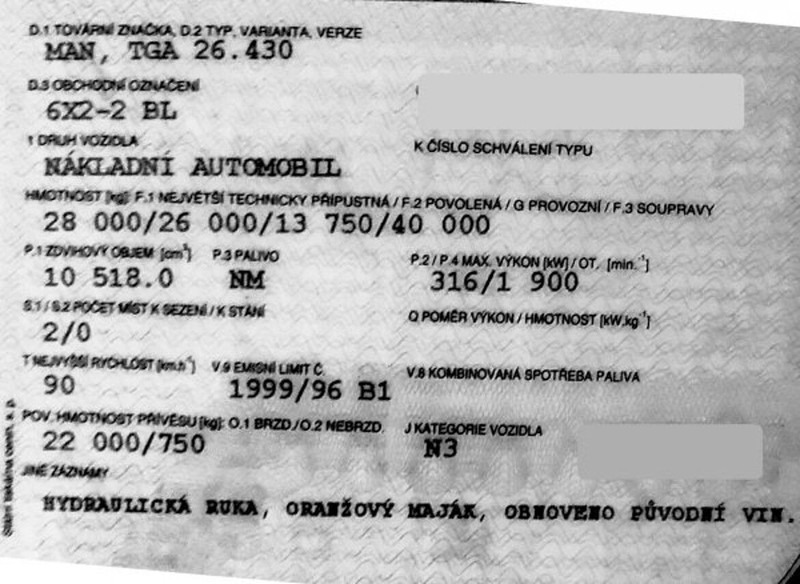 D.1 TOVÁRNÍ ZNAČKA, D.2 TYP, VARIANTA, VERZE
MAN, TGA 26.430
D.3 OBCHODNÍ OZNAČENÍ
6X2-2 BL
1 DRUH VOZIDLA
K ČÍSLO SCHVÁLENÍ TYPU
NÁKLADNÍ AUTOMOBIL
HMOTNOST [kg]: F.1 NEJVĚTŠÍ TECHNICKY PŘÍPUSTNÁ / F.2 POVOLENÁ / G PROVOZNÍ / F.3 SOUPRAVY
28 000/26 000/13 750/40 000
P.1 ZDVIHOVÝ OBJEM [cm³] P.3 PALIVO P.2 / P.4 MAX. VÝKON [kW] / OT. [min.⁻¹]
10 518.0 NM 316/1 900
S.1 / S.2 POČET MÍST K SEZENÍ / K STÁNÍ Q POMĚR VÝKON / HMOTNOST [kW.kg⁻¹]
2/0
T NEJVYŠŠÍ RYCHLOST [km.h⁻¹] V.9 EMISNÍ LIMIT Č. V.8 KOMBINOVANÁ SPOTŘEBA PALIVA
90 1999/96 B1
POV. HMOTNOST PŘÍVĚSU [kg]: O.1 BRZD./O.2 NEBRZD. J KATEGORIE VOZIDLA
22 000/750 N3
JINÉ ZÁZNAMY
HYDRAULICKÁ RUKA, ORANŽOVÝ MAJÁK, OBNOVENO PŮVODNÍ VIN.